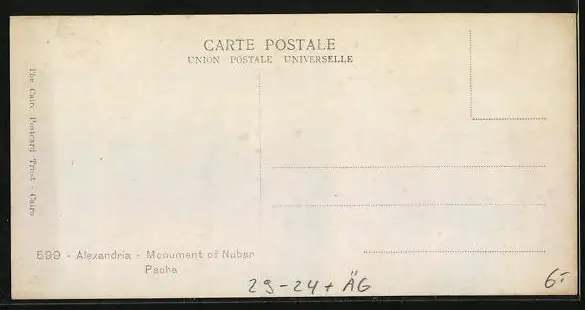 CARTE POSTALE
UNION POSTALE UNIVERSELLE
The Cairo Postcard Trust - Cairo
599 - Alexandria - Monument of Nubar
Pacha
29-24 + ÄG
6.-